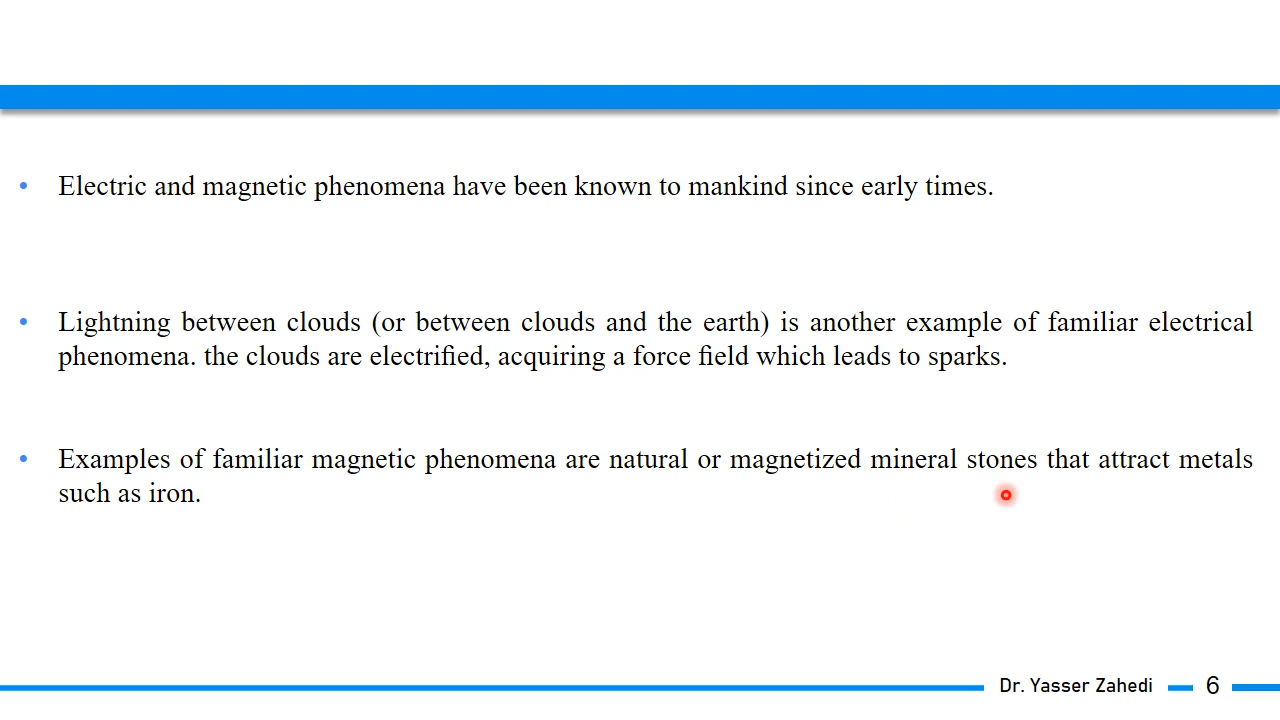 • Electric and magnetic phenomena have been known to mankind since early times.
• Lightning between clouds (or between clouds and the earth) is another example of familiar electrical
phenomena. the clouds are electrified, acquiring a force field which leads to sparks.
• Examples of familiar magnetic phenomena are natural or magnetized mineral stones that attract metals
such as iron.
Dr. Yasser Zahedi 6